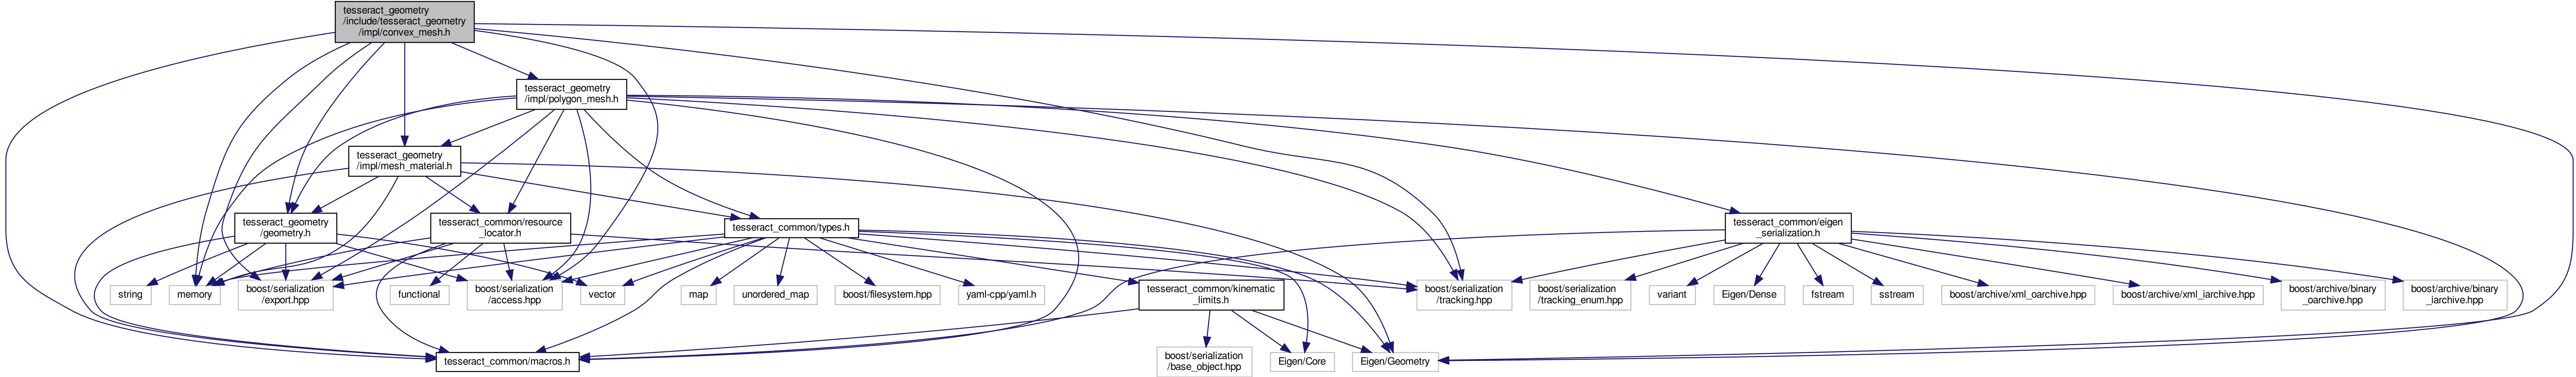 tesseract_geometry
/include/tesseract_geometry
/impl/convex_mesh.h
tesseract_geometry
/impl/polygon_mesh.h
tesseract_geometry
/impl/mesh_material.h
tesseract_geometry
/geometry.h
tesseract_common/resource
_locator.h
tesseract_common/types.h
tesseract_common/eigen
_serialization.h
string
memory
boost/serialization
/export.hpp
functional
boost/serialization
/access.hpp
vector
map
unordered_map
boost/filesystem.hpp
yaml-cpp/yaml.h
tesseract_common/kinematic
_limits.h
boost/serialization
/tracking.hpp
boost/serialization
/tracking_enum.hpp
variant
Eigen/Dense
fstream
sstream
boost/archive/xml_oarchive.hpp
boost/archive/xml_iarchive.hpp
boost/archive/binary
_oarchive.hpp
boost/archive/binary
_iarchive.hpp
tesseract_common/macros.h
boost/serialization
/base_object.hpp
Eigen/Core
Eigen/Geometry